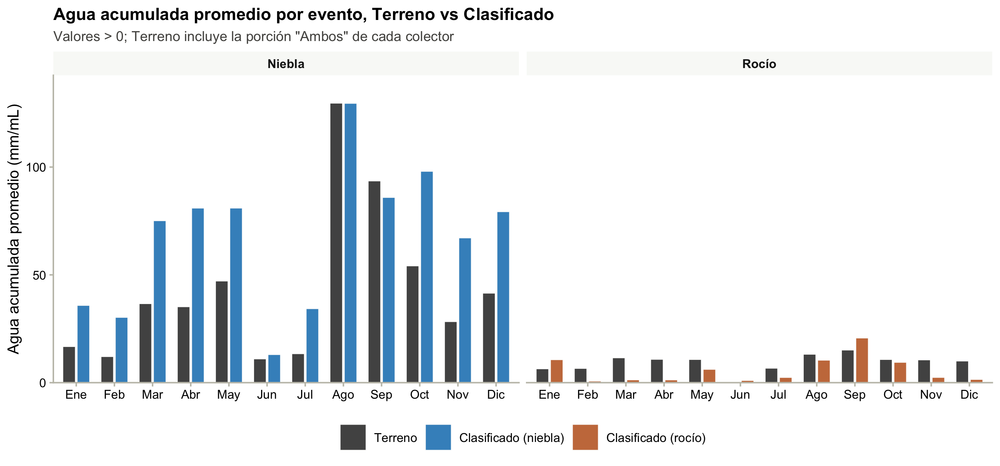 Agua acumulada promedio por evento, Terreno vs Clasificado
Valores > 0; Terreno incluye la porción "Ambos" de cada colector
Niebla
Rocío
Agua acumulada promedio (mm/mL)
100
50
0
Ene Feb Mar Abr May Jun Jul Ago Sep Oct Nov Dic
Ene Feb Mar Abr May Jun Jul Ago Sep Oct Nov Dic
Terreno Clasificado (niebla) Clasificado (rocío)